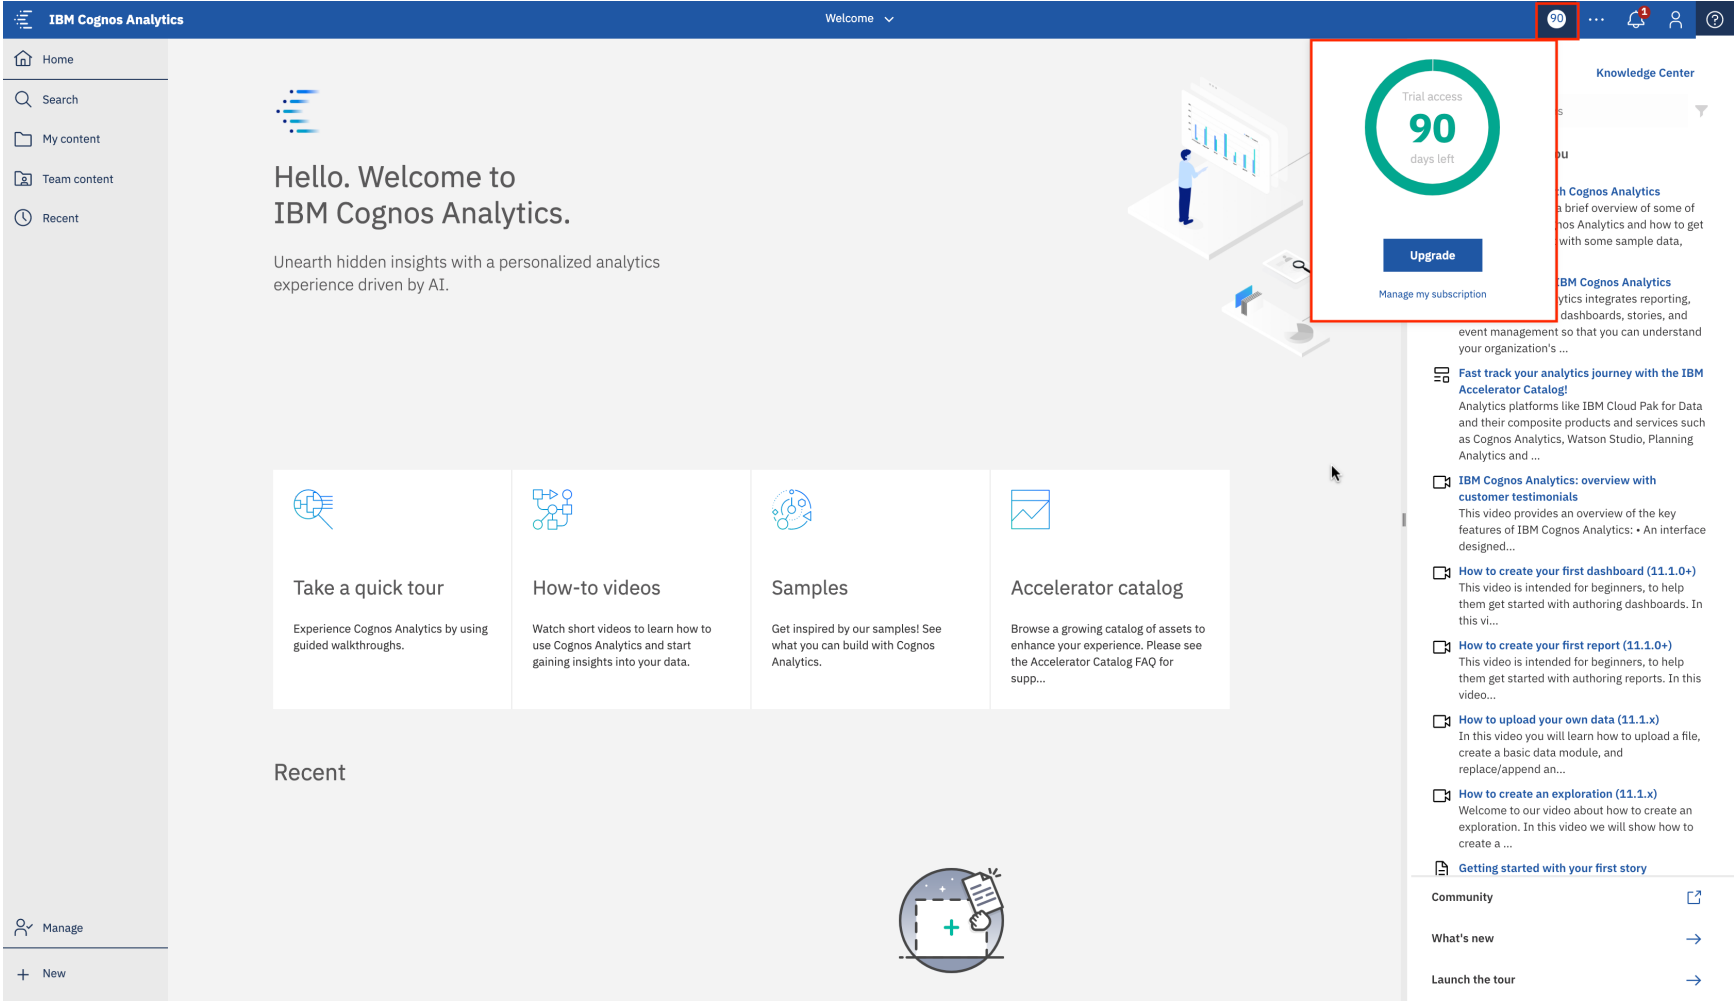 IBM Cognos Analytics
Welcome
90
1
Home
Search
My content
Team content
Recent
Manage
New
Hello. Welcome to
IBM Cognos Analytics.
Unearth hidden insights with a personalized analytics
experience driven by AI.
Take a quick tour
Experience Cognos Analytics by using
guided walkthroughs.
How-to videos
Watch short videos to learn how to
use Cognos Analytics and start
gaining insights into your data.
Samples
Get inspired by our samples! See
what you can build with Cognos
Analytics.
Accelerator catalog
Browse a growing catalog of assets to
enhance your experience. Please see
the Accelerator Catalog FAQ for
supp...
Recent
Trial access
90
days left
Upgrade
Manage my subscription
Knowledge Center
s
ou
ch Cognos Analytics
a brief overview of some of
nos Analytics and how to get
with some sample data,
IBM Cognos Analytics
ytics integrates reporting,
dashboards, stories, and
event management so that you can understand
your organization's ...
Fast track your analytics journey with the IBM
Accelerator Catalog!
Analytics platforms like IBM Cloud Pak for Data
and their composite products and services such
as Cognos Analytics, Watson Studio, Planning
Analytics and ...
IBM Cognos Analytics: overview with
customer testimonials
This video provides an overview of the key
features of IBM Cognos Analytics: • An interface
designed...
How to create your first dashboard (11.1.0+)
This video is intended for beginners, to help
them get started with authoring dashboards. In
this vi...
How to create your first report (11.1.0+)
This video is intended for beginners, to help
them get started with authoring reports. In this
video...
How to upload your own data (11.1.x)
In this video you will learn how to upload a file,
create a basic data module, and
replace/append an...
How to create an exploration (11.1.x)
Welcome to our video about how to create an
exploration. In this video we will show how to
create a ...
Getting started with your first story
Community
What's new
Launch the tour